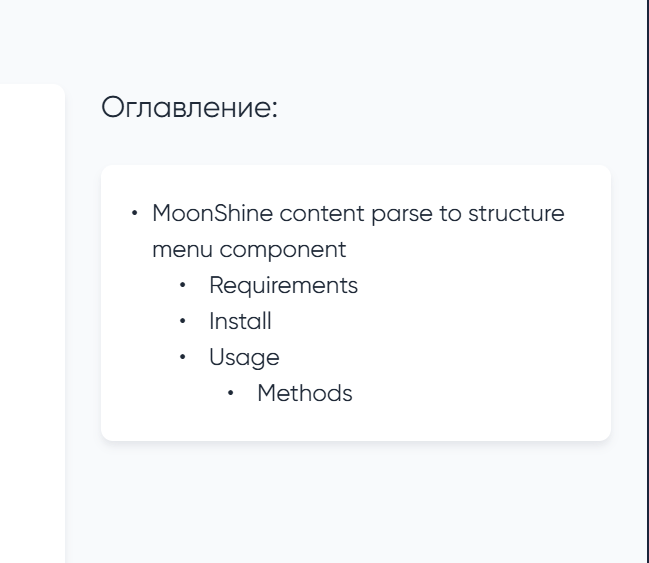 Оглавление:
• MoonShine content parse to structure
menu component
• Requirements
• Install
• Usage
• Methods